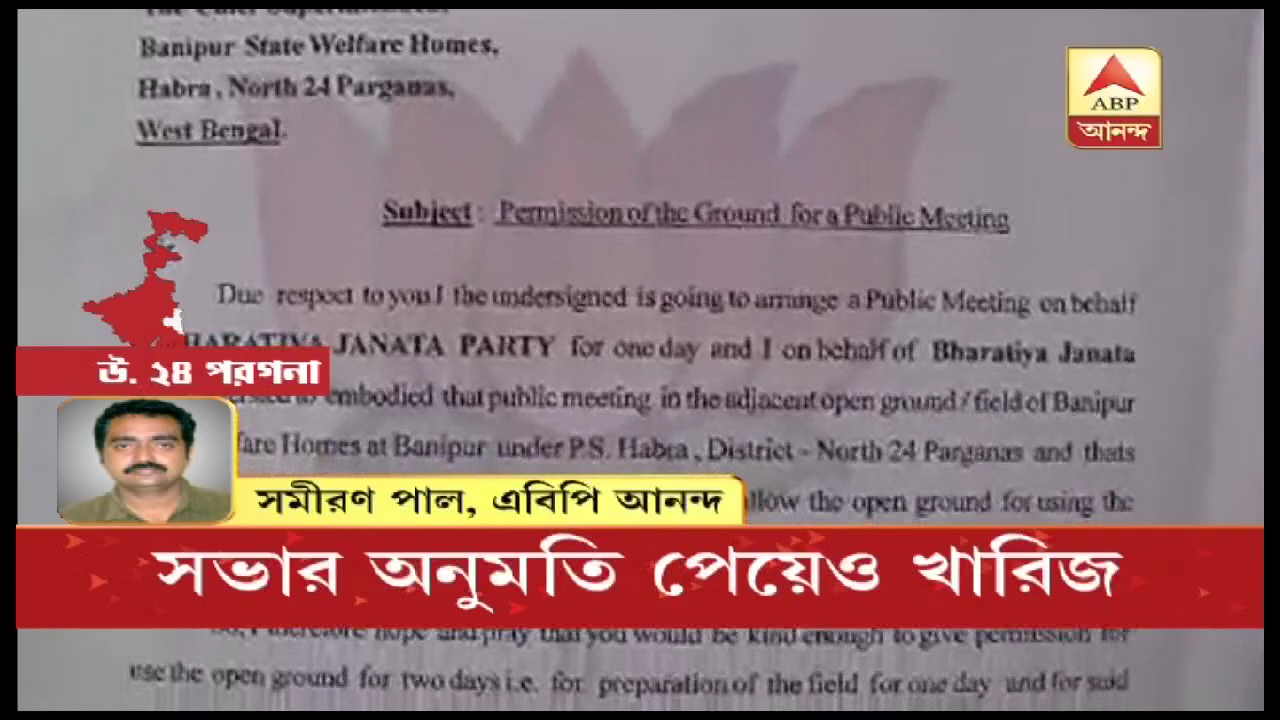 Banipur State Welfare Homes,
Habra, North 24 Parganas,
West Bengal.
ABP
আনন্দ
Subject : Permission of the Ground for a Public Meeting
Due respect to you I the undersigned is going to arrange a Public Meeting on behalf
BHARATIYA JANATA PARTY for one day and I on behalf of Bharatiya Janata
উ. ২৪ পরগনা
embodied that public meeting in the adjacent open ground / field of Banipur
fare Homes at Banipur under P.S. Habra, District - North 24 Parganas and thats
সমীরণ পাল, এবিপি আনন্দ
llow the open ground for using the
সভার অনুমতি পেয়েও খারিজ
So, I therefore hope and pray that you would be kind enough to give permission for
use the open ground for two days i.e. for preparation of the field for one day and for said